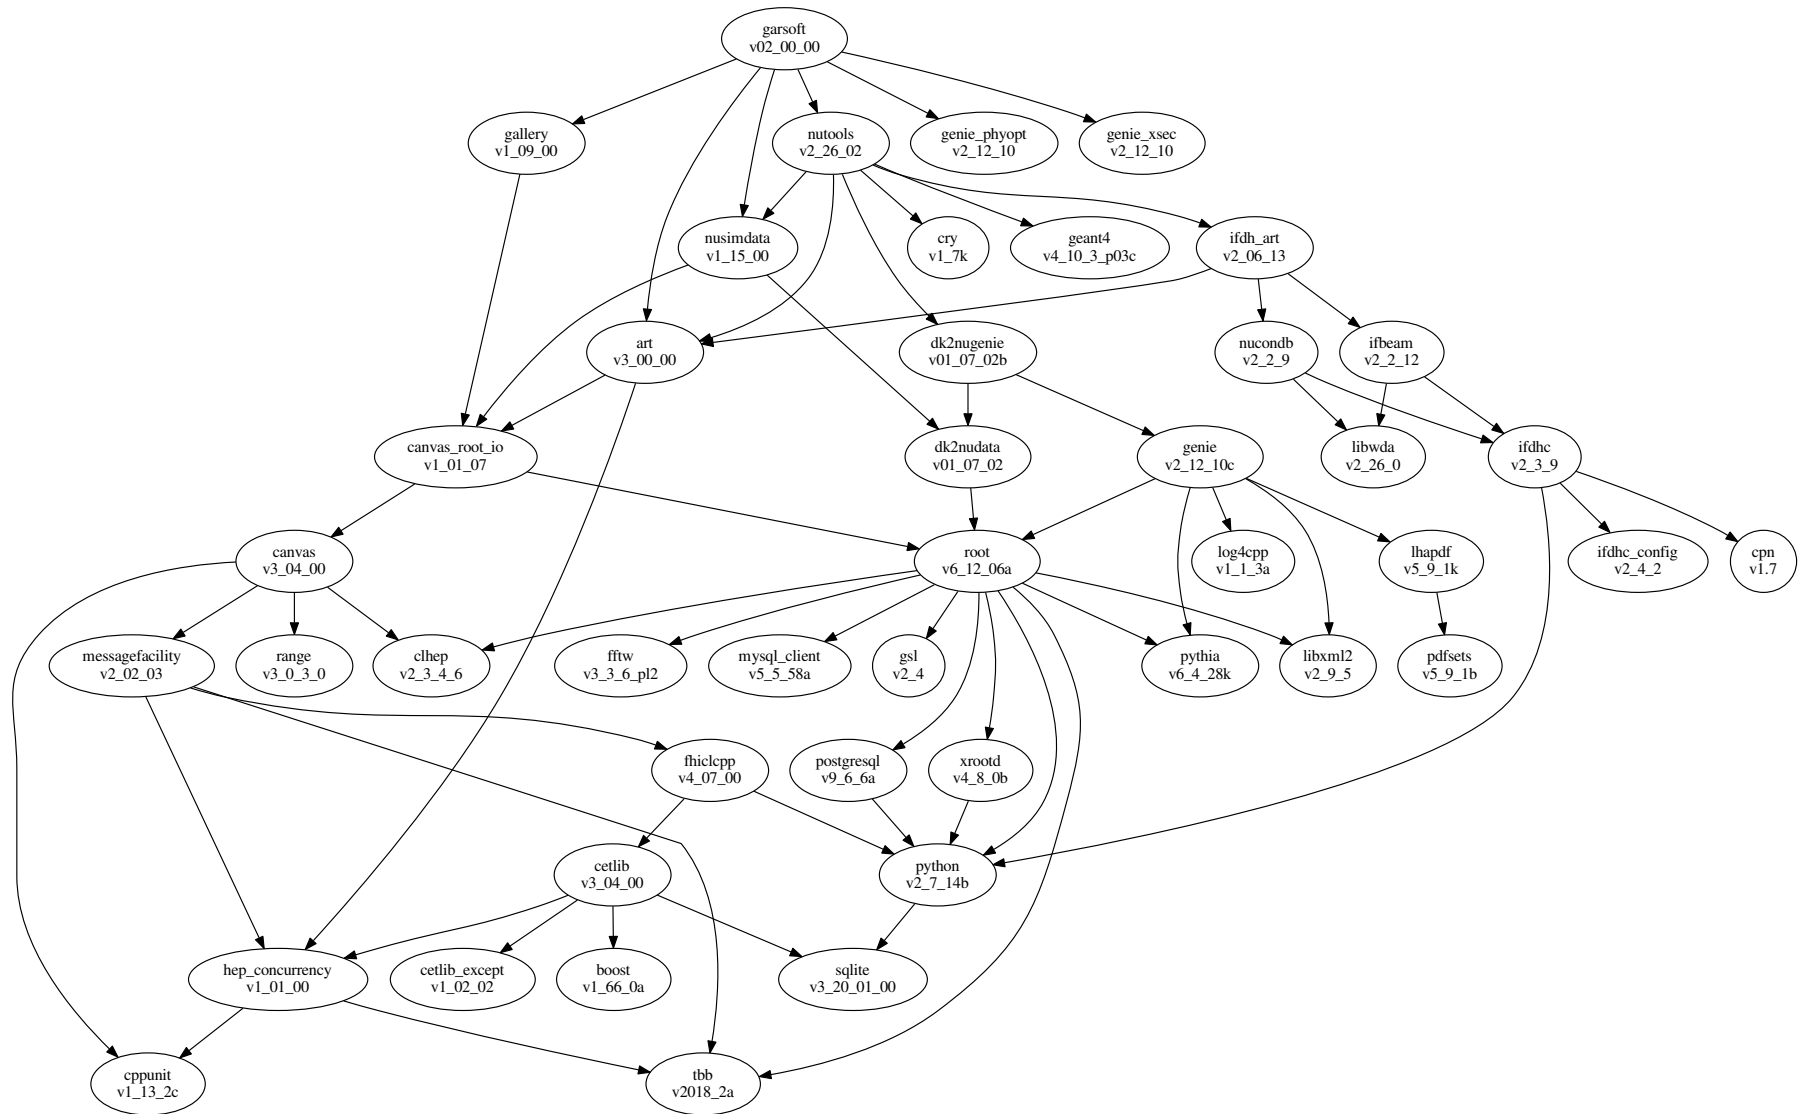 garsoft
v02_00_00
gallery
v1_09_00
nutools
v2_26_02
genie_phyopt
v2_12_10
genie_xsec
v2_12_10
nusimdata
v1_15_00
cry
v1_7k
geant4
v4_10_3_p03c
ifdh_art
v2_06_13
art
v3_00_00
dk2nugenie
v01_07_02b
nucondb
v2_2_9
ifbeam
v2_2_12
canvas_root_io
v1_01_07
dk2nudata
v01_07_02
genie
v2_12_10c
libwda
v2_26_0
ifdhc
v2_3_9
canvas
v3_04_00
root
v6_12_06a
log4cpp
v1_1_3a
lhapdf
v5_9_1k
ifdhc_config
v2_4_2
cpn
v1.7
messagefacility
v2_02_03
range
v3_0_3_0
clhep
v2_3_4_6
fftw
v3_3_6_pl2
mysql_client
v5_5_58a
gsl
v2_4
pythia
v6_4_28k
libxml2
v2_9_5
pdfsets
v5_9_1b
fhiclcpp
v4_07_00
postgresql
v9_6_6a
xrootd
v4_8_0b
cetlib
v3_04_00
python
v2_7_14b
hep_concurrency
v1_01_00
cetlib_except
v1_02_02
boost
v1_66_0a
sqlite
v3_20_01_00
cppunit
v1_13_2c
tbb
v2018_2a